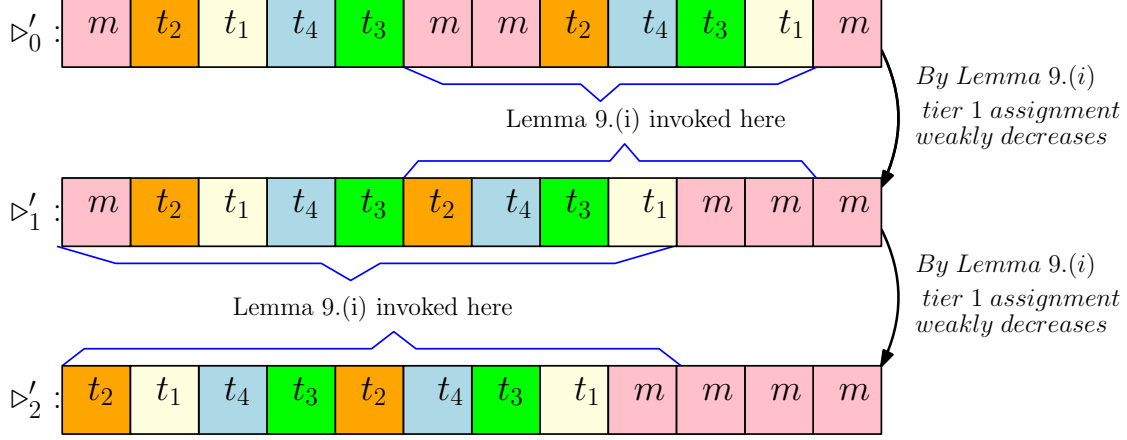 ▷′₀ : m t₂ t₁ t₄ t₃ m m t₂ t₄ t₃ t₁ m
By Lemma 9.(i)
tier 1 assignment
weakly decreases
Lemma 9.(i) invoked here
▷′₁ : m t₂ t₁ t₄ t₃ t₂ t₄ t₃ t₁ m m m
By Lemma 9.(i)
tier 1 assignment
weakly decreases
Lemma 9.(i) invoked here
▷′₂ : t₂ t₁ t₄ t₃ t₂ t₄ t₃ t₁ m m m m